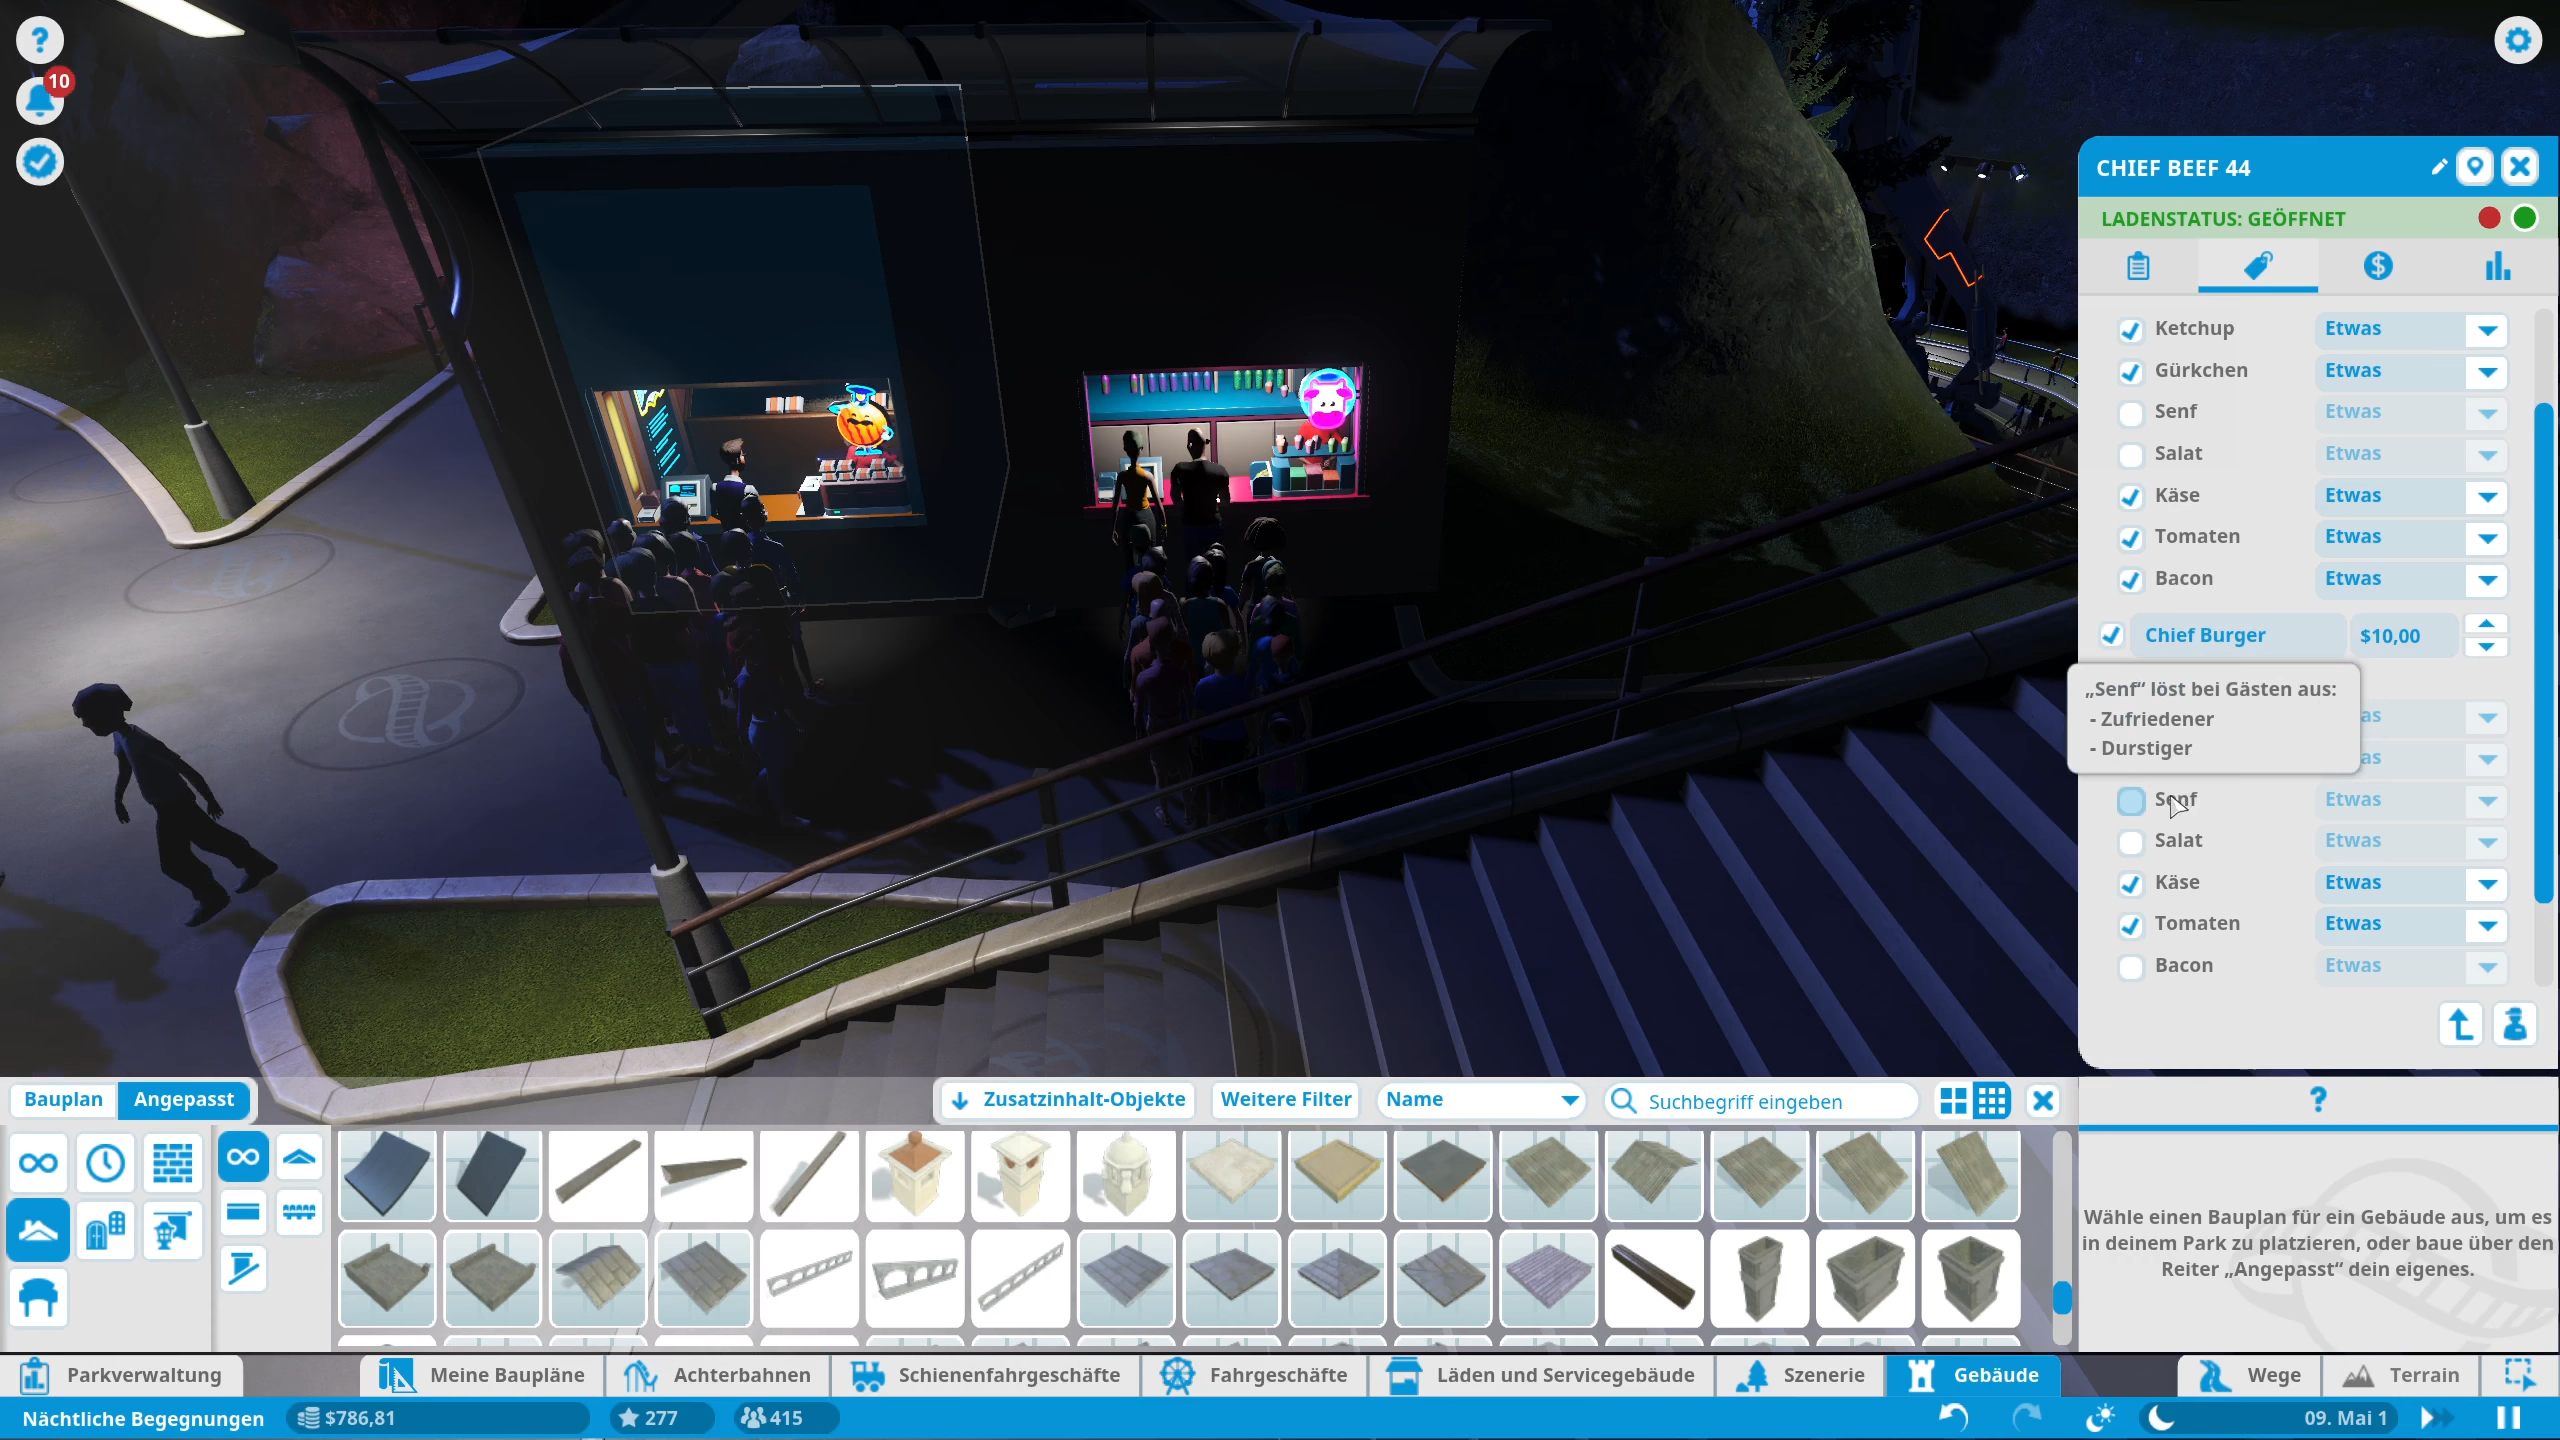 10
CHIEF BEEF 44
LADENSTATUS: GEÖFFNET
Ketchup Etwas
Gürkchen Etwas
Senf Etwas
Salat Etwas
Käse Etwas
Tomaten Etwas
Bacon Etwas
Chief Burger $10,00
„Senf“ löst bei Gästen aus:
- Zufriedener
- Durstiger
as
as
Senf Etwas
Salat Etwas
Käse Etwas
Tomaten Etwas
Bacon Etwas
Bauplan Angepasst
Zusatzinhalt-Objekte Weitere Filter Name Suchbegriff eingeben
?
Wähle einen Bauplan für ein Gebäude aus, um es
in deinem Park zu platzieren, oder baue über den
Reiter „Angepasst“ dein eigenes.
Parkverwaltung Meine Baupläne Achterbahnen Schienenfahrgeschäfte Fahrgeschäfte Läden und Servicegebäude Szenerie Gebäude Wege Terrain
Nächtliche Begegnungen $786,81 277 415 09. Mai 1